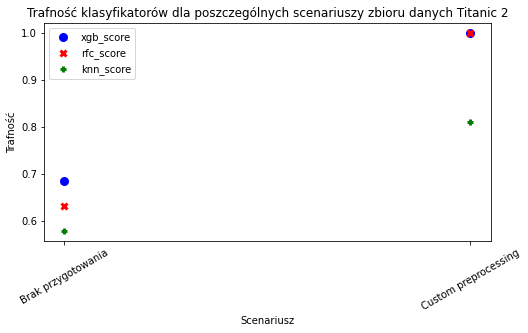 Trafność klasyfikatorów dla poszczególnych scenariuszy zbioru danych Titanic 2
xgb_score
rfc_score
knn_score
1.0
0.9
0.8
0.7
0.6
Trafność
Brak przygotowania
Custom preprocessing
Scenariusz